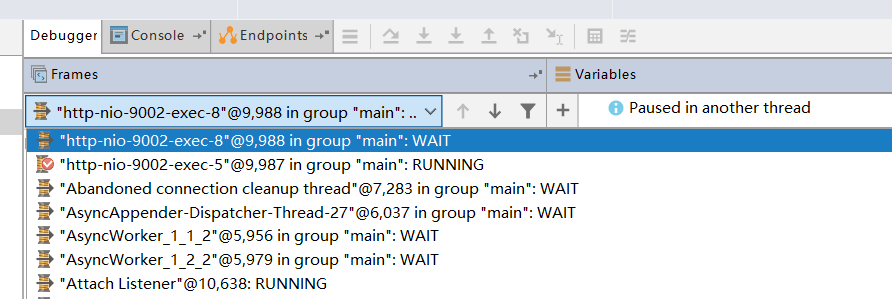 Debugger Console Endpoints
Frames Variables
"http-nio-9002-exec-8"@9,988 in group "main": .. Paused in another thread
"http-nio-9002-exec-8"@9,988 in group "main": WAIT
"http-nio-9002-exec-5"@9,987 in group "main": RUNNING
"Abandoned connection cleanup thread"@7,283 in group "main": WAIT
"AsyncAppender-Dispatcher-Thread-27"@6,037 in group "main": WAIT
"AsyncWorker_1_1_2"@5,956 in group "main": WAIT
"AsyncWorker_1_2_2"@5,979 in group "main": WAIT
"Attach Listener"@10,638: RUNNING